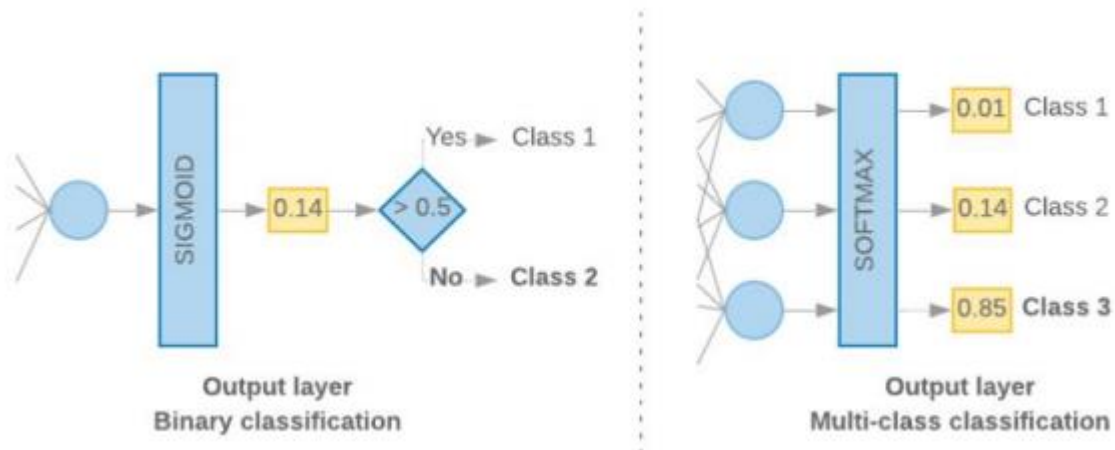 SIGMOID
0.14
> 0.5
Yes
Class 1
No
Class 2
Output layer
Binary classification
SOFTMAX
0.01
Class 1
0.14
Class 2
0.85
Class 3
Output layer
Multi-class classification